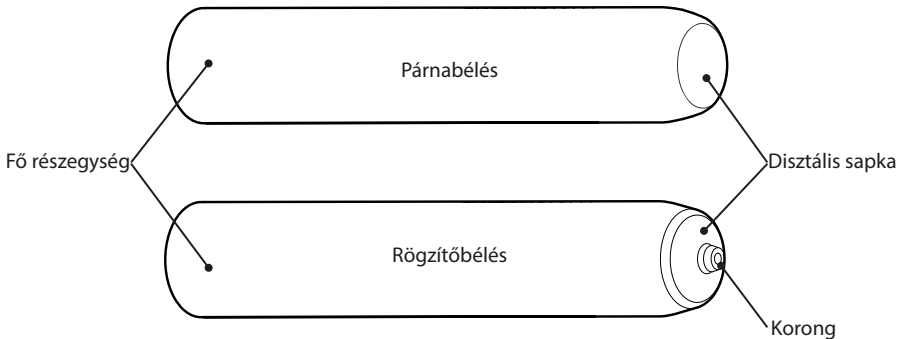 Párnabélés
Fő részegység
Disztális sapka
Rögzítőbélés
Korong